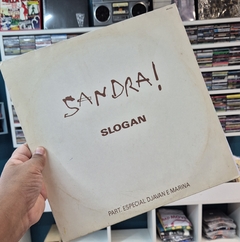 SANDRA!
SLOGAN
PART. ESPECIAL DJAVAN E MARINA